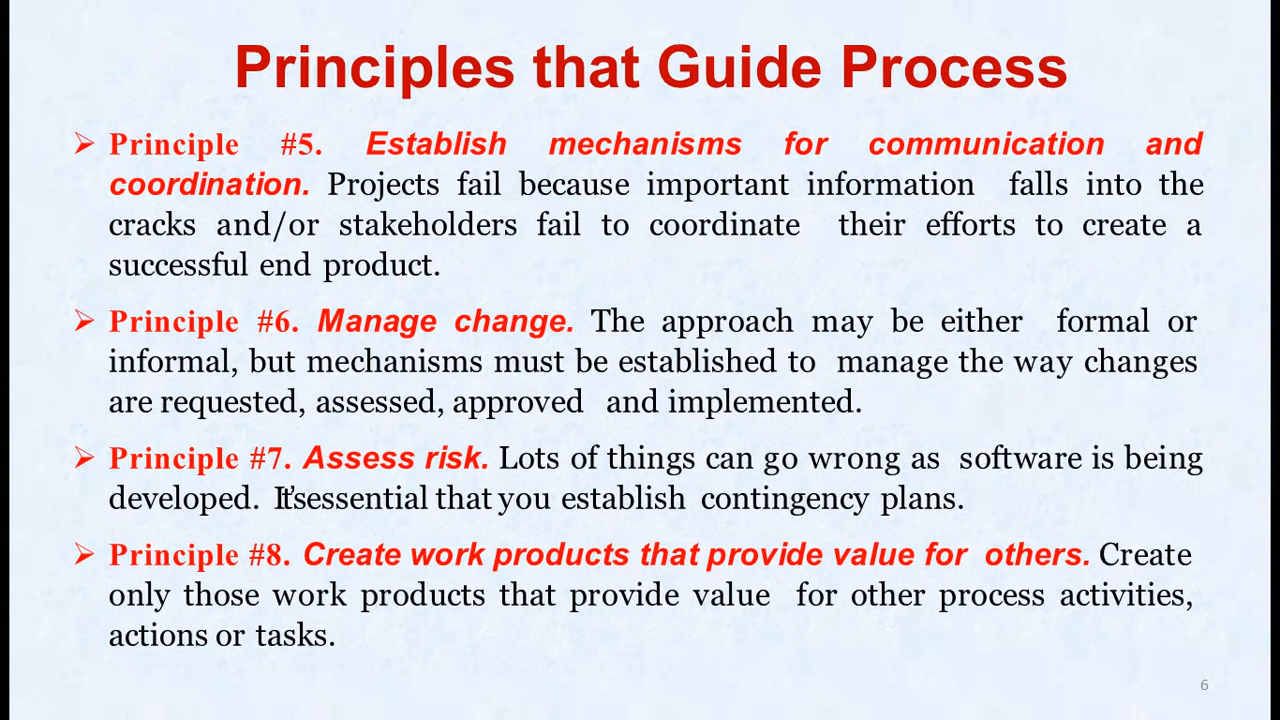 Principles that Guide Process
➢ Principle #5. Establish mechanisms for communication and
coordination. Projects fail because important information falls into the
cracks and/or stakeholders fail to coordinate their efforts to create a
successful end product.
➢ Principle #6. Manage change. The approach may be either formal or
informal, but mechanisms must be established to manage the way changes
are requested, assessed, approved and implemented.
➢ Principle #7. Assess risk. Lots of things can go wrong as software is being
developed. It’s essential that you establish contingency plans.
➢ Principle #8. Create work products that provide value for others. Create
only those work products that provide value for other process activities,
actions or tasks.
6